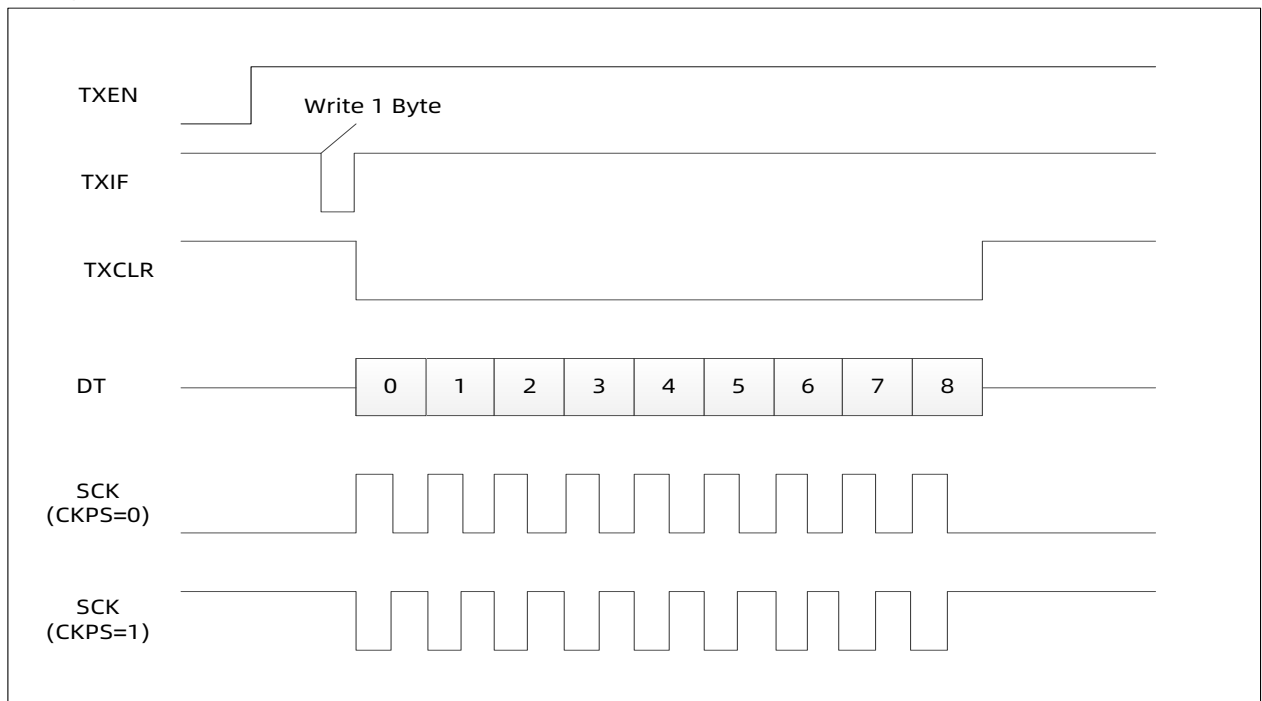 TXEN
Write 1 Byte
TXIF
TXCLR
DT
0 1 2 3 4 5 6 7 8
SCK
(CKPS=0)
SCK
(CKPS=1)